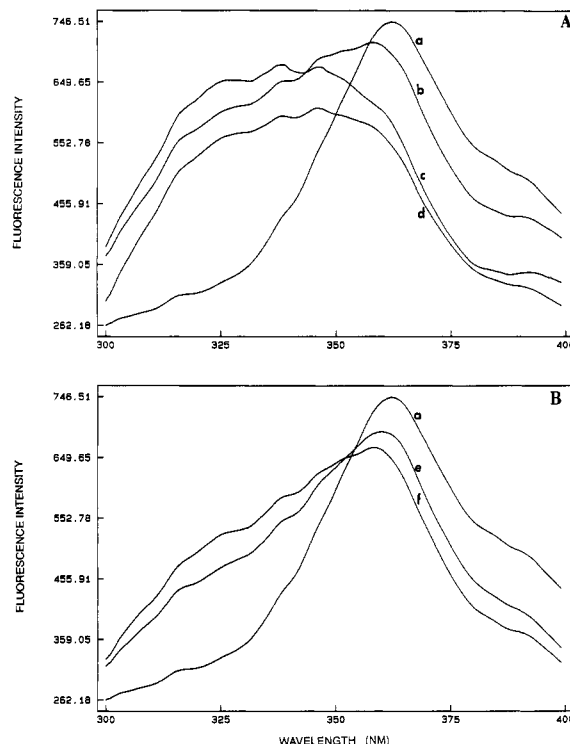 A
746.51
649.65
552.78
455.91
359.05
262.18
FLUORESCENCE INTENSITY
a
b
c
d
300
325
350
375
400
B
746.51
649.65
552.78
455.91
359.05
262.18
FLUORESCENCE INTENSITY
a
e
f
300
325
350
375
400
WAVELENGTH (NM)